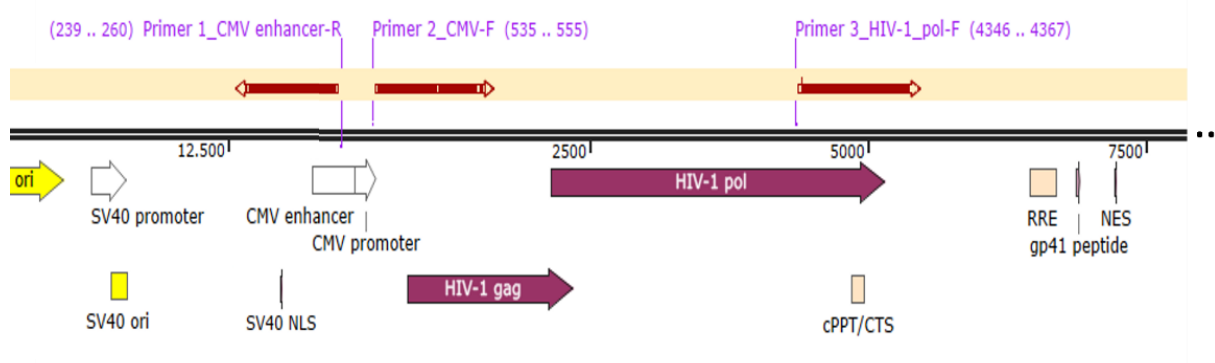 (239 .. 260) Primer 1_CMV enhancer-R Primer 2_CMV-F (535 .. 555) Primer 3_HIV-1_pol-F (4346 .. 4367)
12.500 2500 5000 7500
ori HIV-1 pol
SV40 promoter CMV enhancer RRE NES
CMV promoter gp41 peptide
HIV-1 gag
SV40 ori SV40 NLS cPPT/CTS